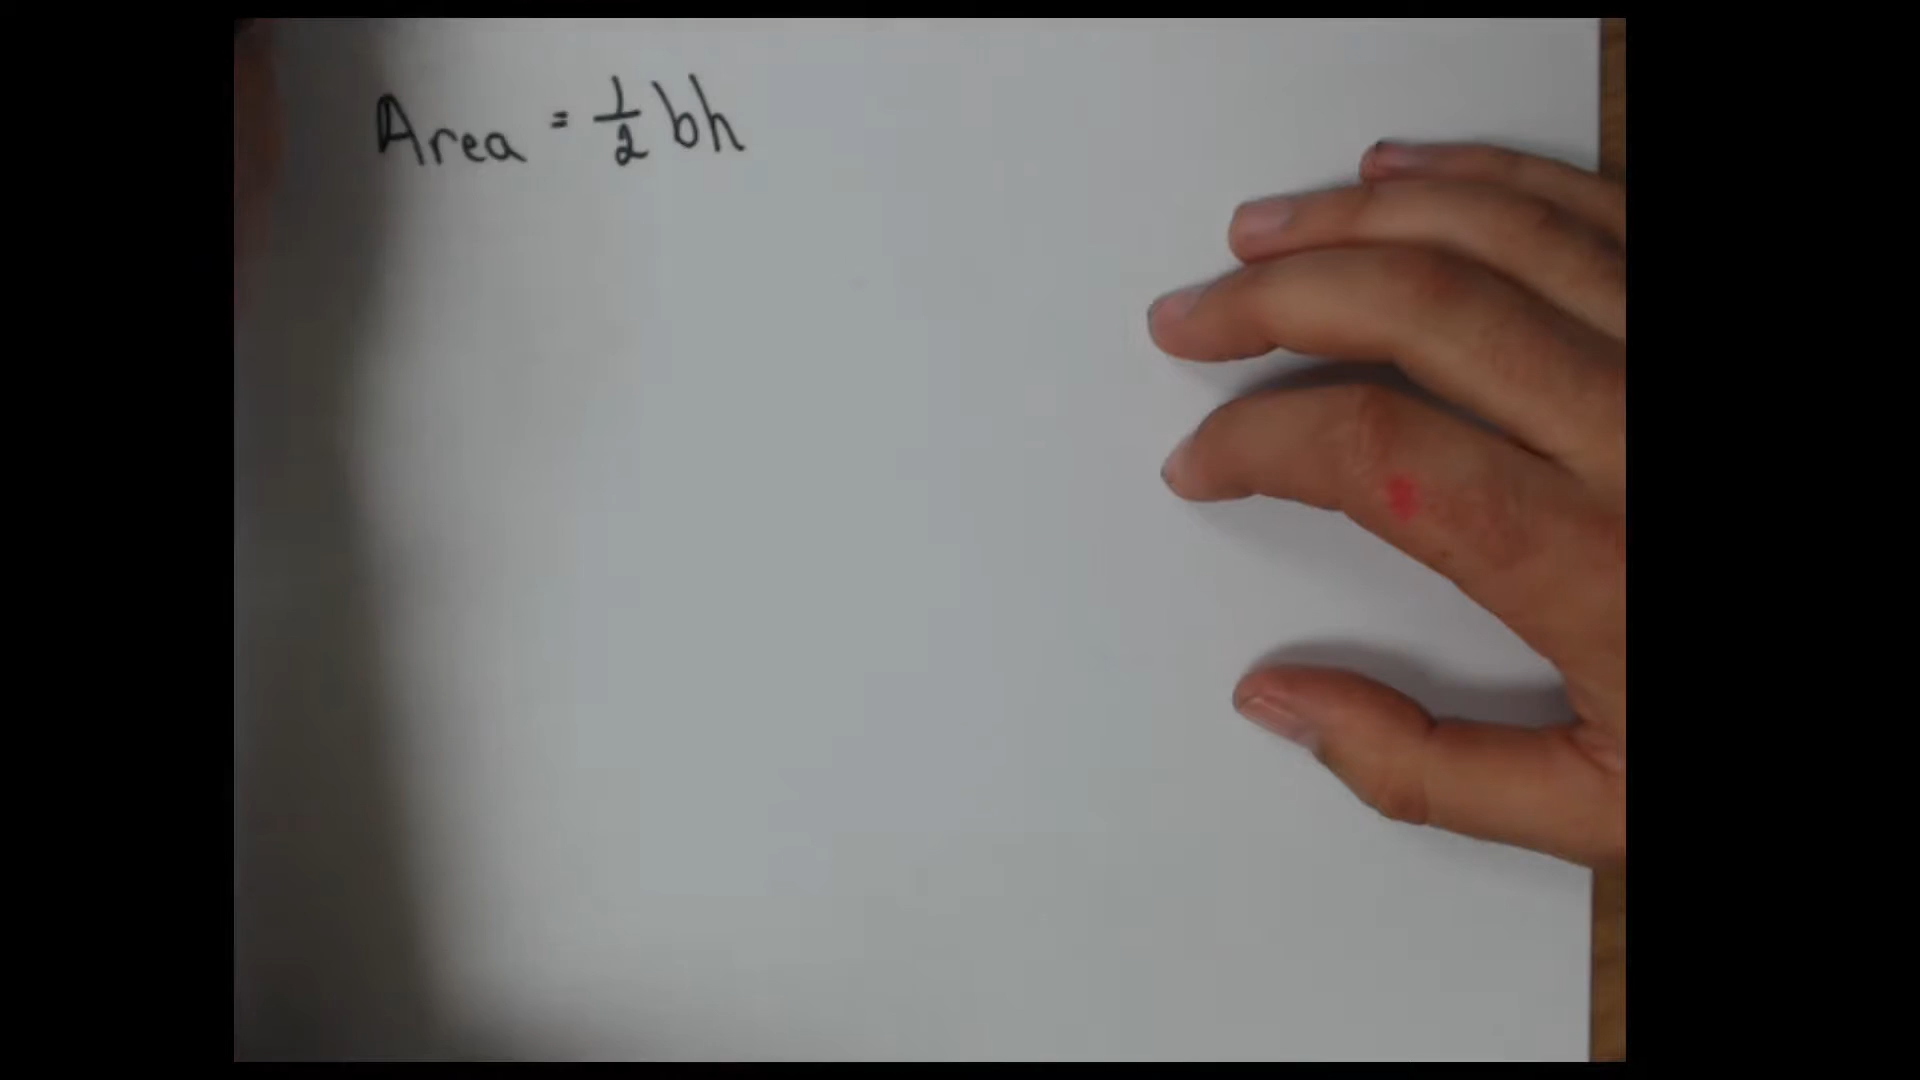 Area = 1/2 bh